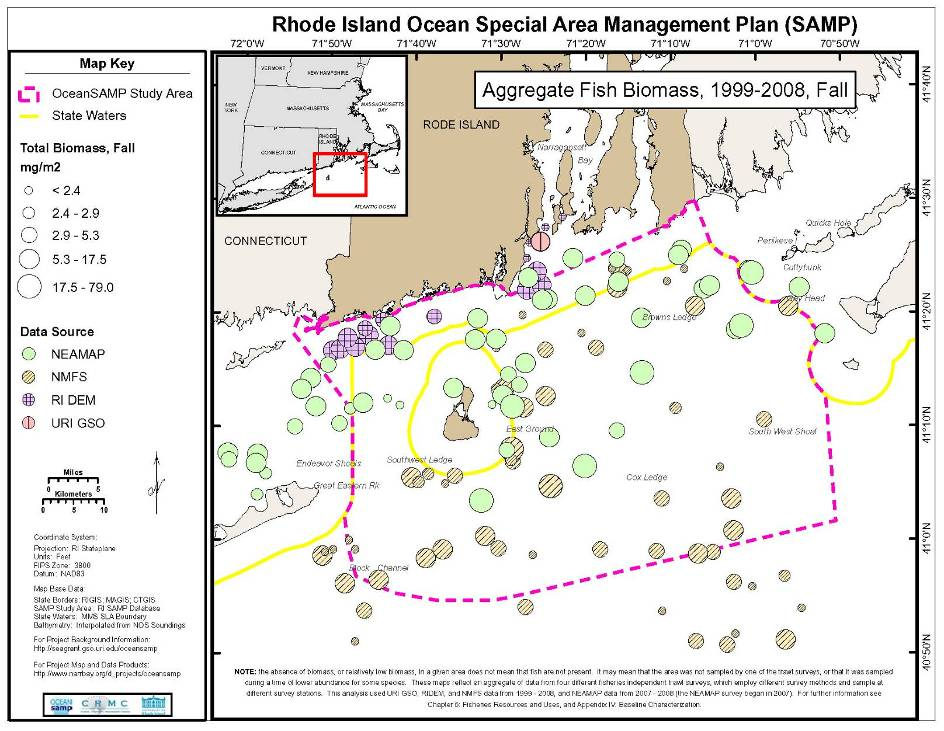 Rhode Island Ocean Special Area Management Plan (SAMP)
72°0'W 71°50'W 71°40'W 71°30'W 71°20'W 71°10'W 71°0'W 70°50'W
Map Key
OceanSAMP Study Area
State Waters
Total Biomass, Fall
mg/m2
< 2.4
2.4 - 2.9
2.9 - 5.3
5.3 - 17.5
17.5 - 79.0
Data Source
NEAMAP
NMFS
RI DEM
URI GSO
Miles
0 5
Kilometers
0 5 10
Coordinate System:
Projection: RI Stateplane
Units: Feet
FIPS Zone: 3800
Datum: NAD83
Map Base Data:
State Borders: RIGIS; MAGIS; CTGIS
SAMP Study Area: RI SAMP Database
State Waters: MMS SLA Boundary
Bathymetry: Interpolated from NOS Soundings
For Project Background Information:
http://seagrant.gso.uri.edu/oceansamp
For Project Map and Data Products:
http://www.narrbay.org/d_projects/oceansamp
OCEAN
samp
C R M C
VERMONT
NEW HAMPSHIRE
NEW
YORK
MASSACHUSETTS
MASSACHUSETTS
BAY
CONNECTICUT
RHODE
ISLAND
ATLANTIC OCEAN
Aggregate Fish Biomass, 1999-2008, Fall
RODE ISLAND
Narragansett
Bay
CONNECTICUT
Quicks Hole
Penikese I
Cuttyhunk
Gay Head
Browns Ledge
East Ground
South West Shoal
Southwest Ledge
Endeavor Shoals
Great Eastern Rk
Cox Ledge
Block Channel
41°40'N
41°30'N
41°20'N
41°10'N
41°0'N
40°50'N
NOTE: the absence of biomass, or relatively low biomass, in a given area does not mean that fish are not present. It may mean that the area was not sampled by one of the trawl surveys, or that it was sampled
during a time of lower abundance for some species. These maps reflect an aggregate of data from four different fisheries independent trawl surveys, which employ different survey methods and sample at
different survey stations. This analysis used URI GSO, RIDEM, and NMFS data from 1999 - 2008, and NEAMAP data from 2007 - 2008 (the NEAMAP survey began in 2007). For further information see
Chapter 5: Fisheries Resources and Uses, and Appendix IV: Baseline Characterization.